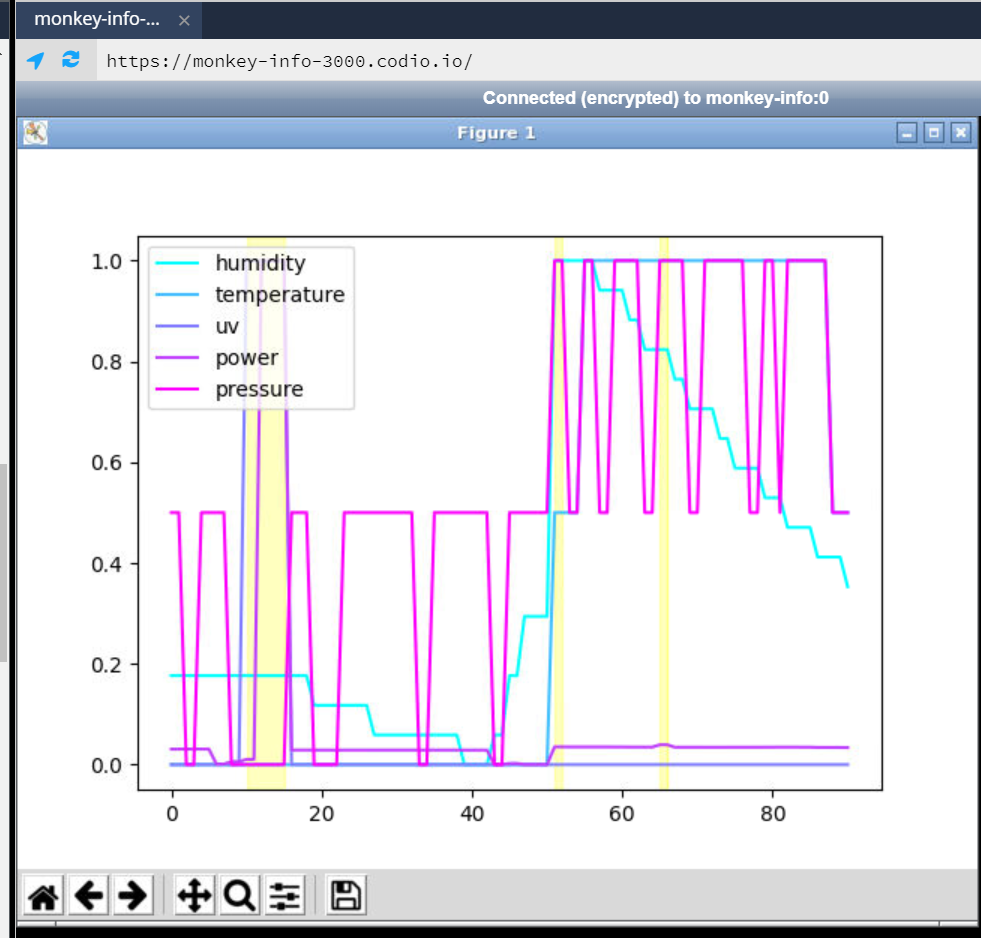 monkey-info-...
https://monkey-info-3000.codio.io/
Connected (encrypted) to monkey-info:0
Figure 1
1.0
0.8
0.6
0.4
0.2
0.0
humidity
temperature
uv
power
pressure
0 20 40 60 80